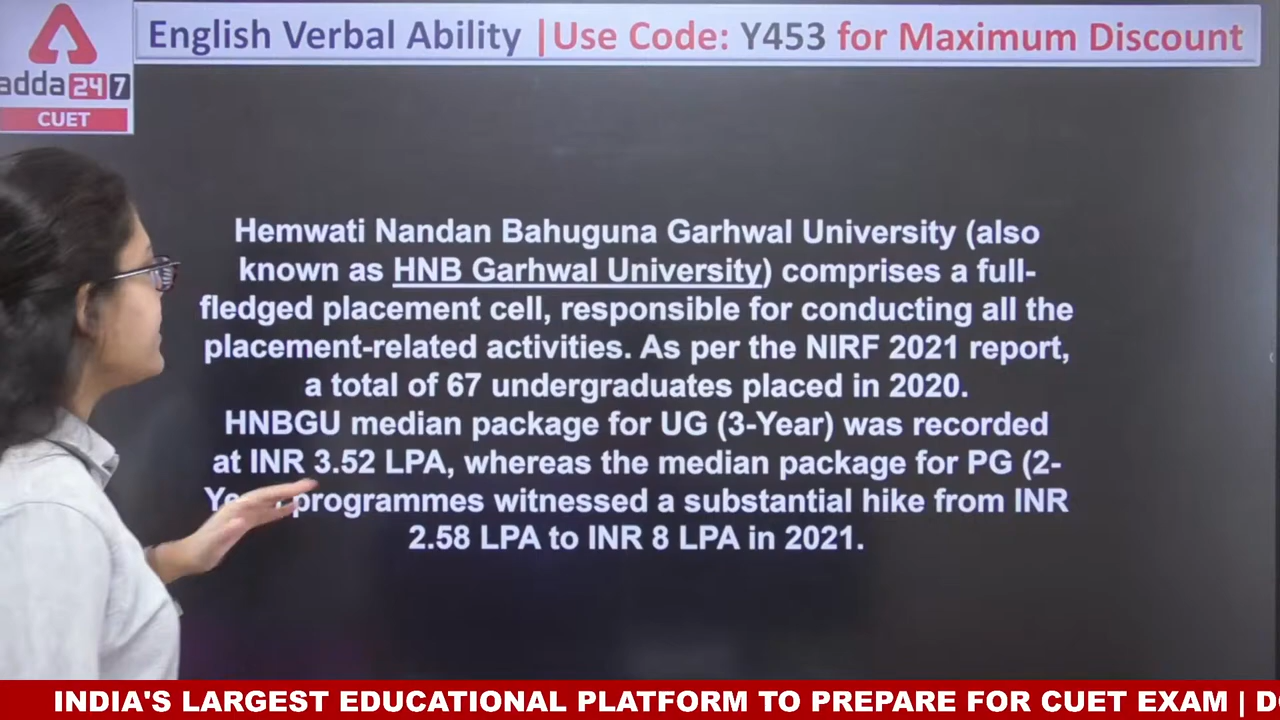 English Verbal Ability |Use Code: Y453 for Maximum Discount
adda247
CUET
Hemwati Nandan Bahuguna Garhwal University (also
known as HNB Garhwal University) comprises a full-
fledged placement cell, responsible for conducting all the
placement-related activities. As per the NIRF 2021 report,
a total of 67 undergraduates placed in 2020.
HNBGU median package for UG (3-Year) was recorded
at INR 3.52 LPA, whereas the median package for PG (2-
programmes witnessed a substantial hike from INR
2.58 LPA to INR 8 LPA in 2021.
INDIA'S LARGEST EDUCATIONAL PLATFORM TO PREPARE FOR CUET EXAM |